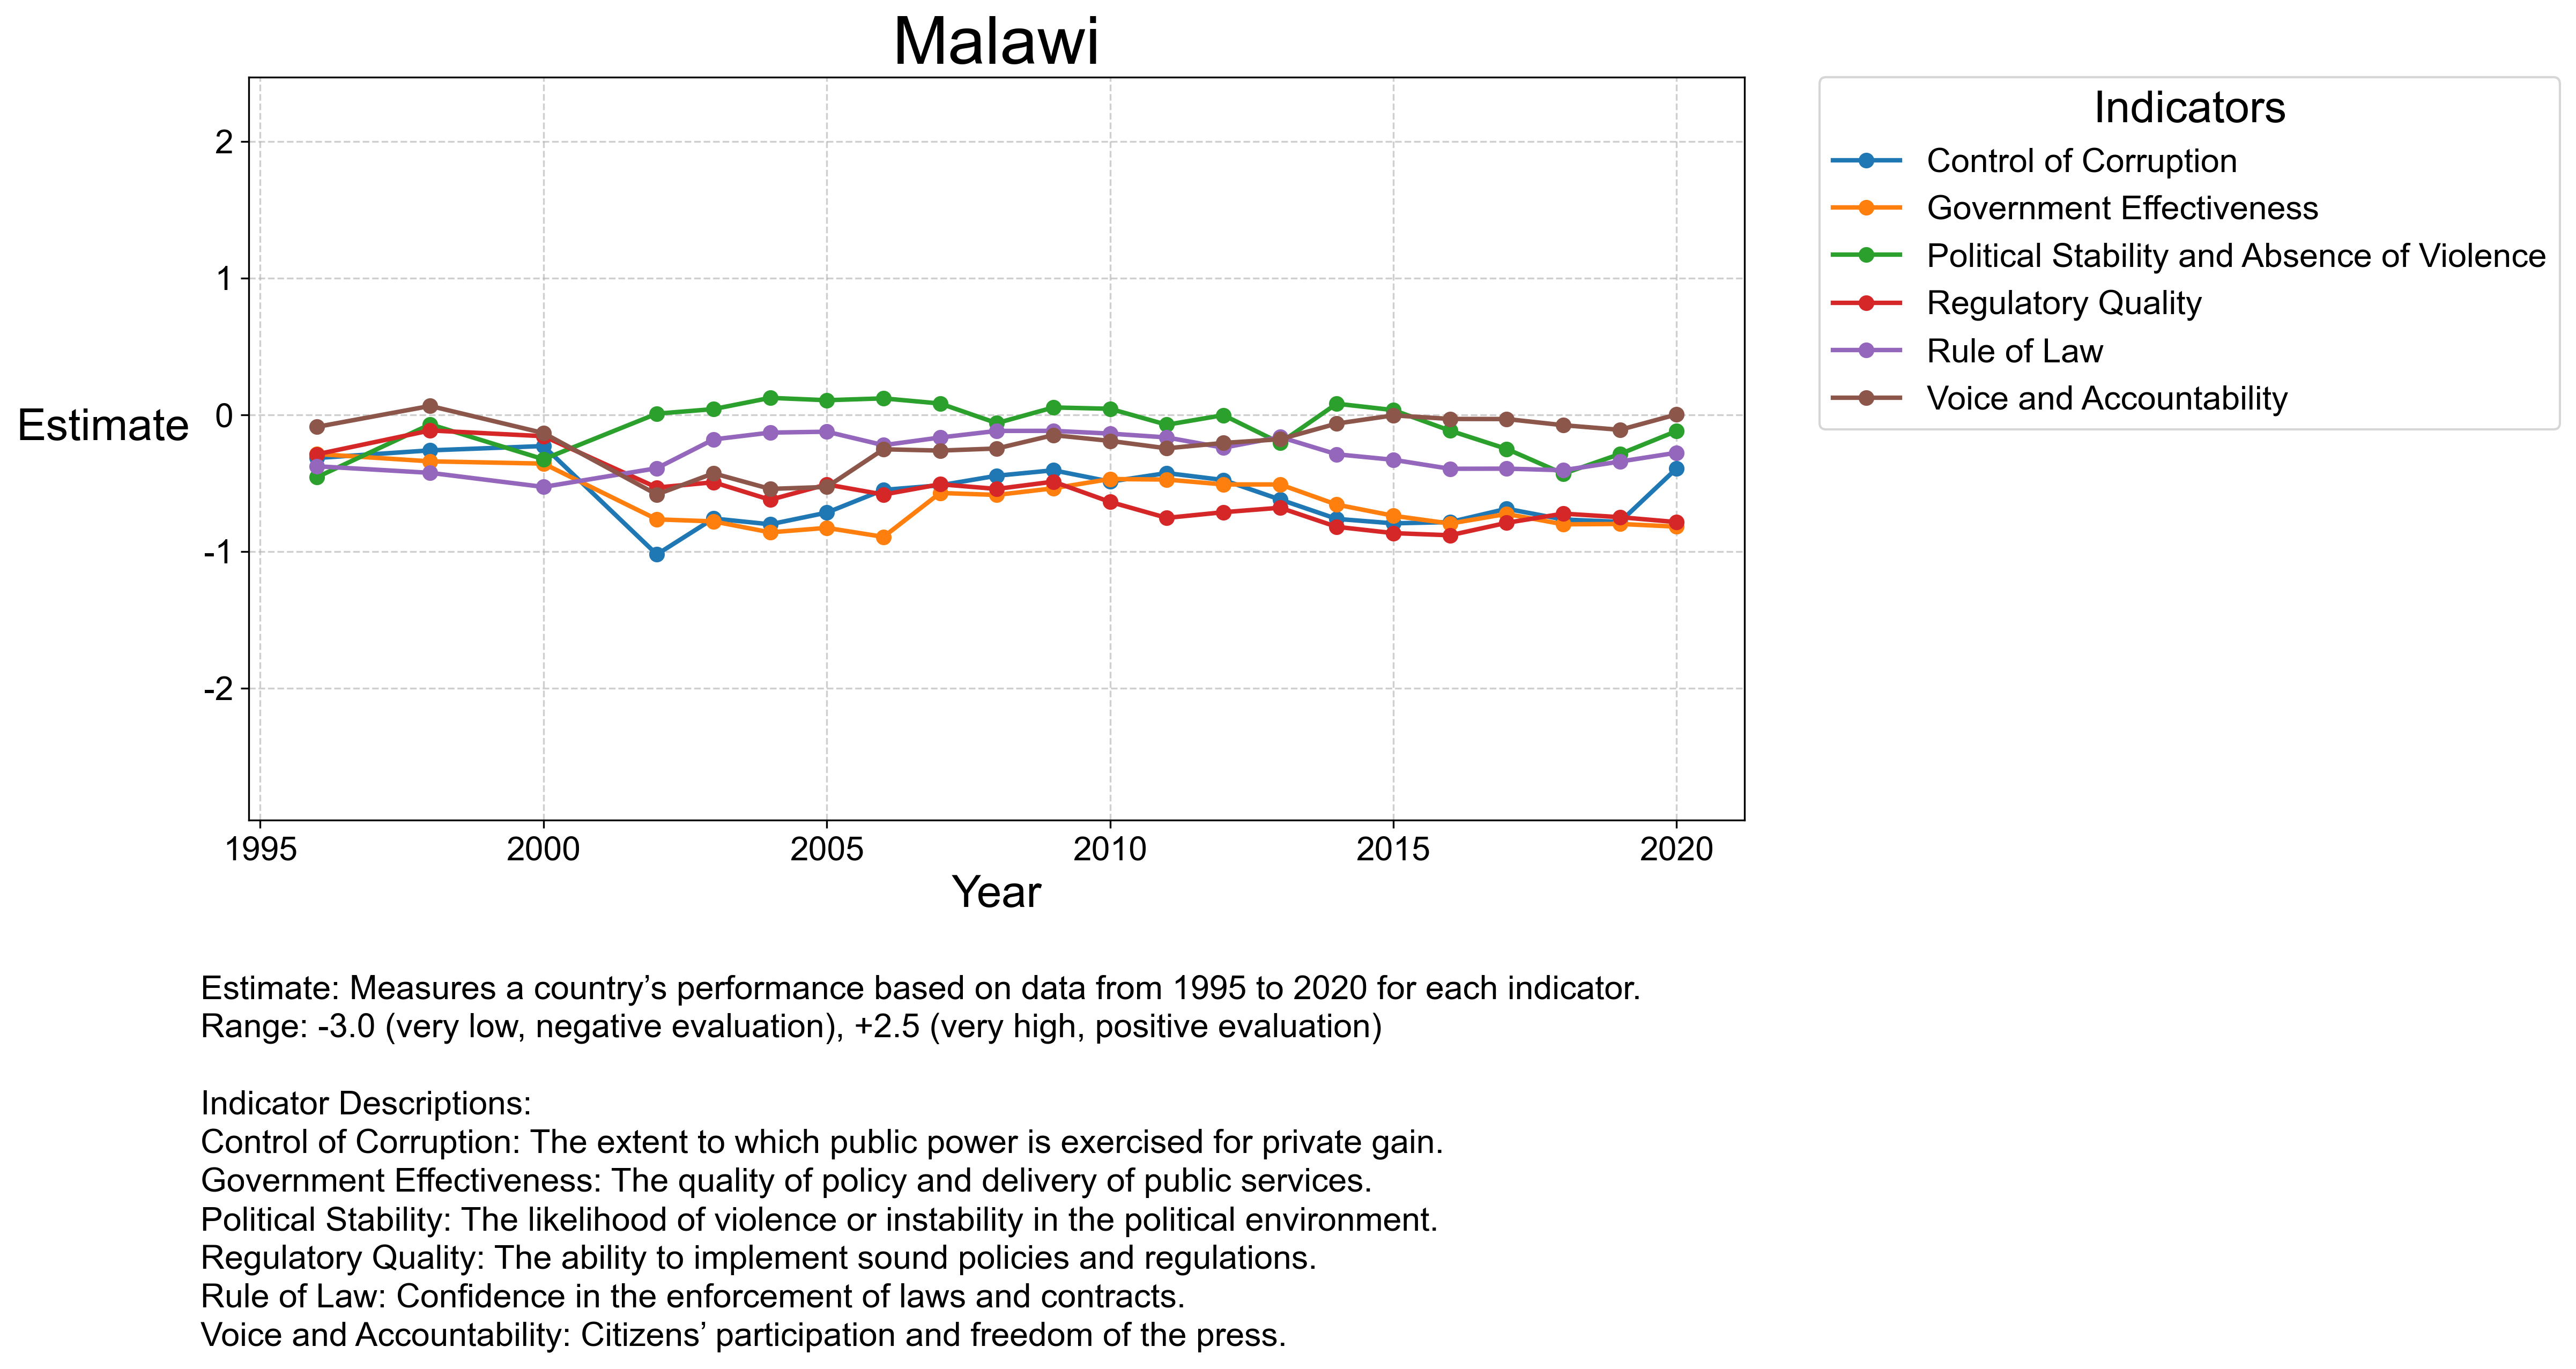 Malawi
Indicators
Control of Corruption
Government Effectiveness
Political Stability and Absence of Violence
Regulatory Quality
Rule of Law
Voice and Accountability
2
1
0
-1
-2
Estimate
1995 2000 2005 2010 2015 2020
Year
Estimate: Measures a country’s performance based on data from 1995 to 2020 for each indicator.
Range: -3.0 (very low, negative evaluation), +2.5 (very high, positive evaluation)
Indicator Descriptions:
Control of Corruption: The extent to which public power is exercised for private gain.
Government Effectiveness: The quality of policy and delivery of public services.
Political Stability: The likelihood of violence or instability in the political environment.
Regulatory Quality: The ability to implement sound policies and regulations.
Rule of Law: Confidence in the enforcement of laws and contracts.
Voice and Accountability: Citizens’ participation and freedom of the press.